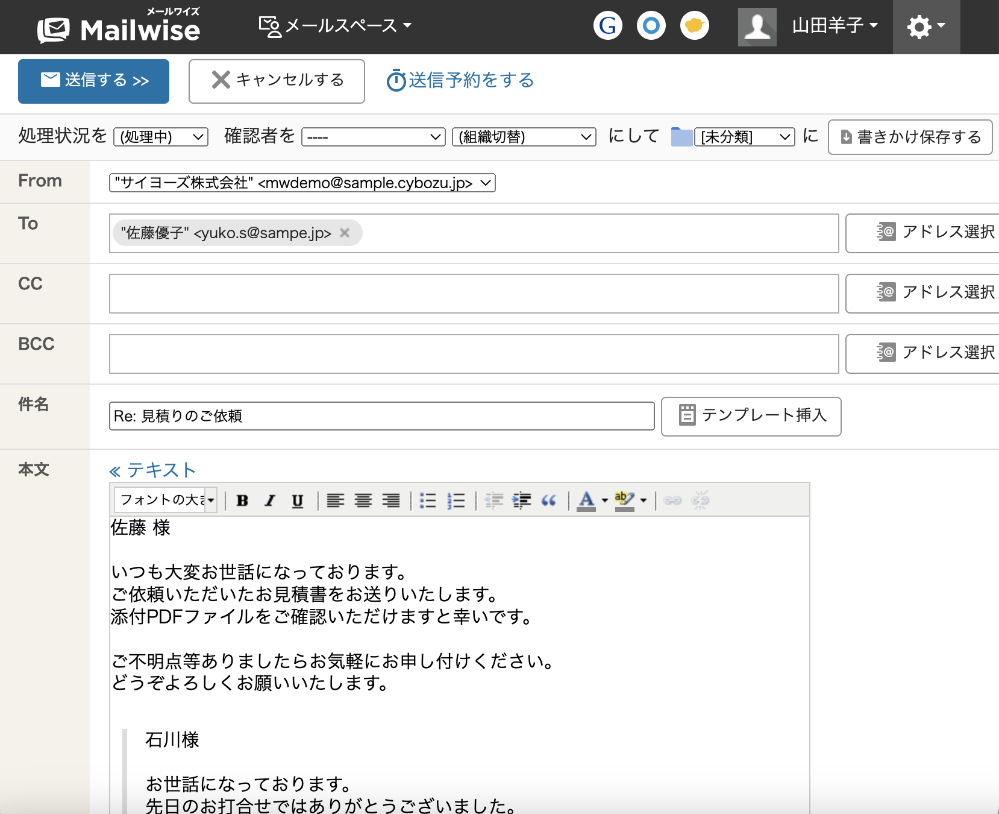 メールワイズ
Mailwise メールスペース G 山田羊子
送信する >> キャンセルする 送信予約をする
処理状況を (処理中) 確認者を ---- (組織切替) にして [未分類] に 書きかけ保存する
From "サイヨーズ株式会社" <mwdemo@sample.cybozu.jp>
To "佐藤優子" <yuko.s@sampe.jp> アドレス選択
CC アドレス選択
BCC アドレス選択
件名 Re: 見積りのご依頼 テンプレート挿入
本文 « テキスト
フォントの大き B I U A ab
佐藤 様
いつも大変お世話になっております。
ご依頼いただいたお見積書をお送りいたします。
添付PDFファイルをご確認いただけますと幸いです。
ご不明点等ありましたらお気軽にお申し付けください。
どうぞよろしくお願いいたします。
石川様
お世話になっております。
先日のお打合せではありがとうございました。